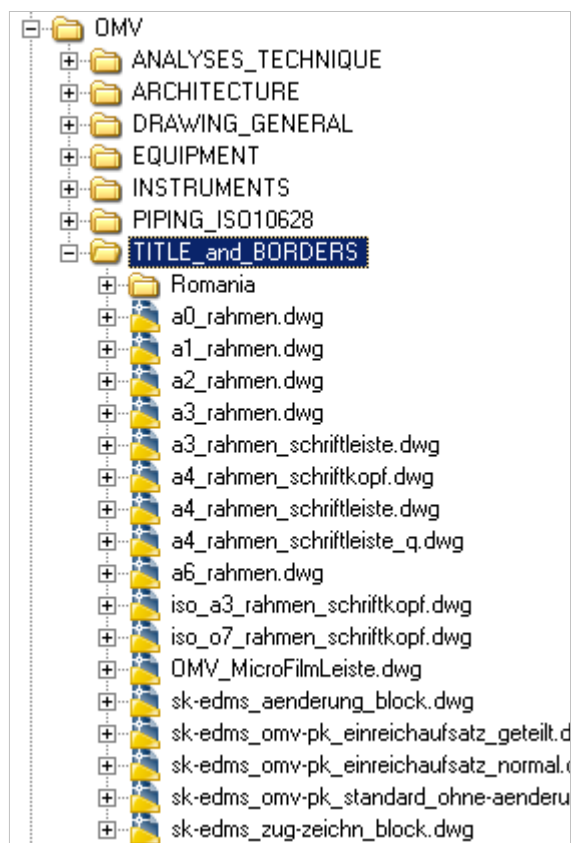 OMV
ANALYSES_TECHNIQUE
ARCHITECTURE
DRAWING_GENERAL
EQUIPMENT
INSTRUMENTS
PIPING_ISO10628
TITLE_and_BORDERS
Romania
a0_rahmen.dwg
a1_rahmen.dwg
a2_rahmen.dwg
a3_rahmen.dwg
a3_rahmen_schriftleiste.dwg
a4_rahmen_schriftkopf.dwg
a4_rahmen_schriftleiste.dwg
a4_rahmen_schriftleiste_q.dwg
a6_rahmen.dwg
iso_a3_rahmen_schriftkopf.dwg
iso_o7_rahmen_schriftkopf.dwg
OMV_MicroFilmLeiste.dwg
sk-edms_aenderung_block.dwg
sk-edms_omv-pk_einreichaufsatz_geteilt.d
sk-edms_omv-pk_einreichaufsatz_normal.
sk-edms_omv-pk_standard_ohne-aenderu
sk-edms_zug-zeichn_block.dwg